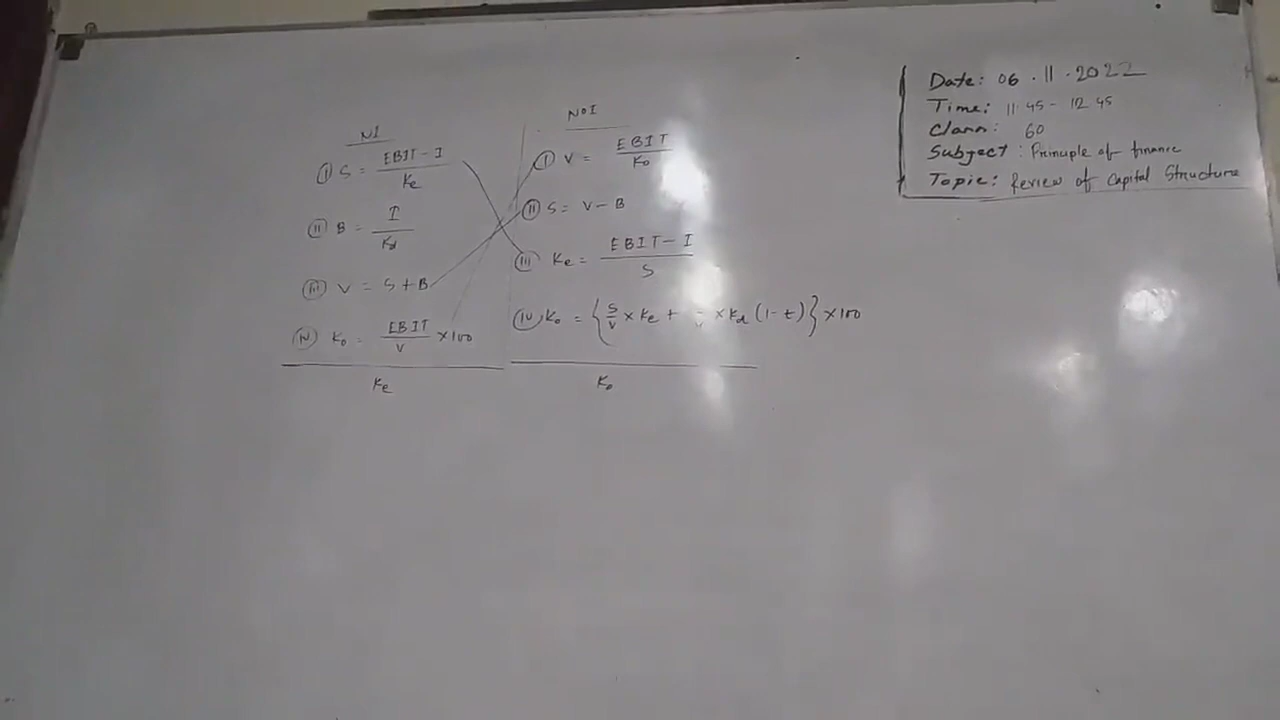 NI
(I) S = EBIT-I / Ke
(II) B = I / Kd
(III) V = S+B
(IV) Ko = EBIT / V ×100
Ke
NOI
(I) V = EBIT / Ko
(II) S = V-B
(III) Ke = EBIT-I / S
(IV) Ko = {S/V × Ke + /V × Kd (1-t)} ×100
Ko
Date: 06.11.2022
Time: 11 45 - 12 45
Class: 60
Subject: Principle of finance
Topic: Review of Capital Structure